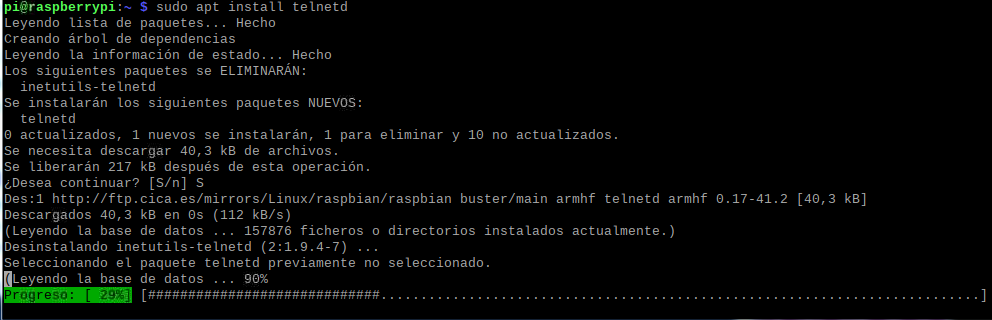 pi@raspberrypi:~ $ sudo apt install telnetd
Leyendo lista de paquetes... Hecho
Creando árbol de dependencias
Leyendo la información de estado... Hecho
Los siguientes paquetes se ELIMINARÁN:
  inetutils-telnetd
Se instalarán los siguientes paquetes NUEVOS:
  telnetd
0 actualizados, 1 nuevos se instalarán, 1 para eliminar y 10 no actualizados.
Se necesita descargar 40,3 kB de archivos.
Se liberarán 217 kB después de esta operación.
¿Desea continuar? [S/n] S
Des:1 http://ftp.cica.es/mirrors/Linux/raspbian/raspbian buster/main armhf telnetd armhf 0.17-41.2 [40,3 kB]
Descargados 40,3 kB en 0s (112 kB/s)
(Leyendo la base de datos ... 157876 ficheros o directorios instalados actualmente.)
Desinstalando inetutils-telnetd (2:1.9.4-7) ...
Seleccionando el paquete telnetd previamente no seleccionado.
(Leyendo la base de datos ... 90%
Progreso: [ 29%] [#############################...........................................................................]